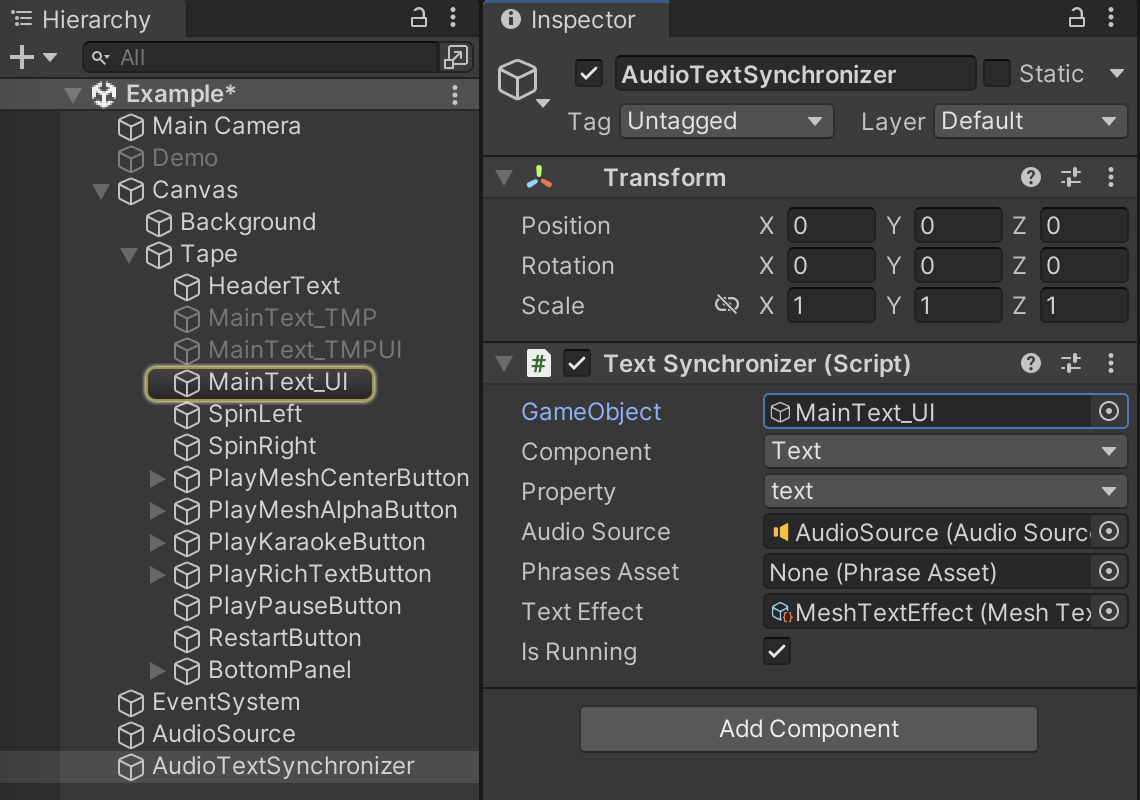 Hierarchy
All
Example*
Main Camera
Demo
Canvas
Background
Tape
HeaderText
MainText_TMP
MainText_TMPUI
MainText_UI
SpinLeft
SpinRight
PlayMeshCenterButton
PlayMeshAlphaButton
PlayKaraokeButton
PlayRichTextButton
PlayPauseButton
RestartButton
BottomPanel
EventSystem
AudioSource
AudioTextSynchronizer
Inspector
AudioTextSynchronizer Static
Tag Untagged Layer Default
Transform
Position X 0 Y 0 Z 0
Rotation X 0 Y 0 Z 0
Scale X 1 Y 1 Z 1
# Text Synchronizer (Script)
GameObject MainText_UI
Component Text
Property text
Audio Source AudioSource (Audio Sourc
Phrases Asset None (Phrase Asset)
Text Effect MeshTextEffect (Mesh Tex
Is Running
Add Component